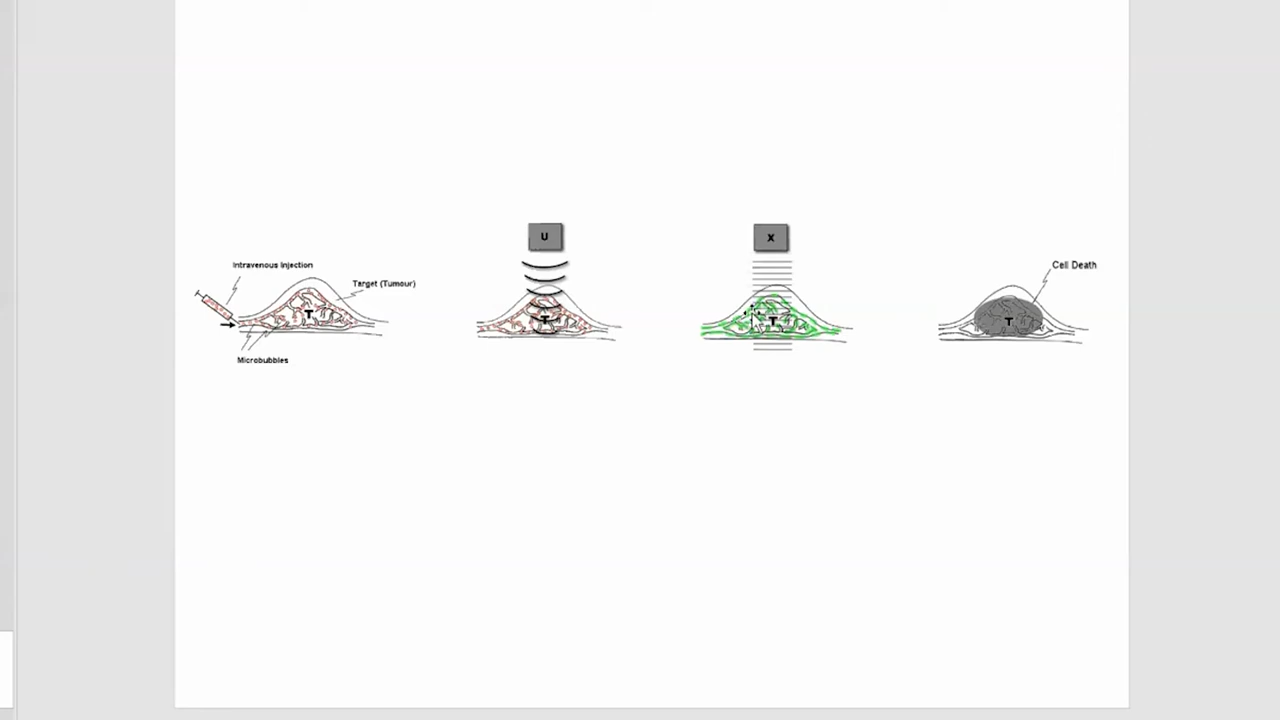 Intravenous Injection
Target (Tumour)
T
Microbubbles
U
T
X
T
Cell Death
T